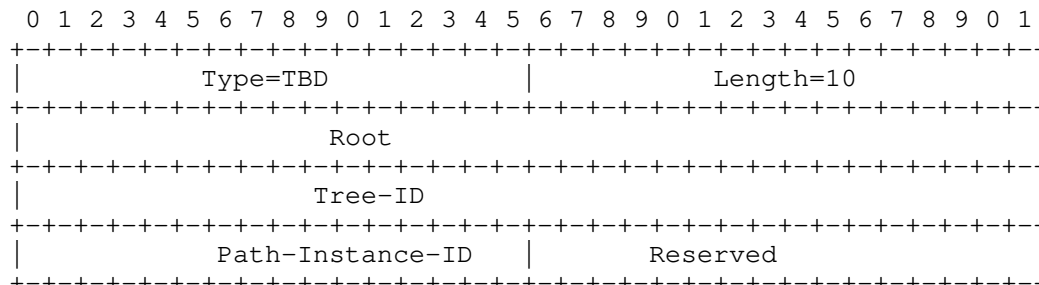 0 1 2 3 4 5 6 7 8 9 0 1 2 3 4 5 6 7 8 9 0 1 2 3 4 5 6 7 8 9 0 1
+-+-+-+-+-+-+-+-+-+-+-+-+-+-+-+-+-+-+-+-+-+-+-+-+-+-+-+-+-+-+-+-+-
| Type=TBD | Length=10
+-+-+-+-+-+-+-+-+-+-+-+-+-+-+-+-+-+-+-+-+-+-+-+-+-+-+-+-+-+-+-+-+-
| Root
+-+-+-+-+-+-+-+-+-+-+-+-+-+-+-+-+-+-+-+-+-+-+-+-+-+-+-+-+-+-+-+-+-
| Tree-ID
+-+-+-+-+-+-+-+-+-+-+-+-+-+-+-+-+-+-+-+-+-+-+-+-+-+-+-+-+-+-+-+-+-
| Path-Instance-ID | Reserved
+-+-+-+-+-+-+-+-+-+-+-+-+-+-+-+-+-+-+-+-+-+-+-+-+-+-+-+-+-+-+-+-+-